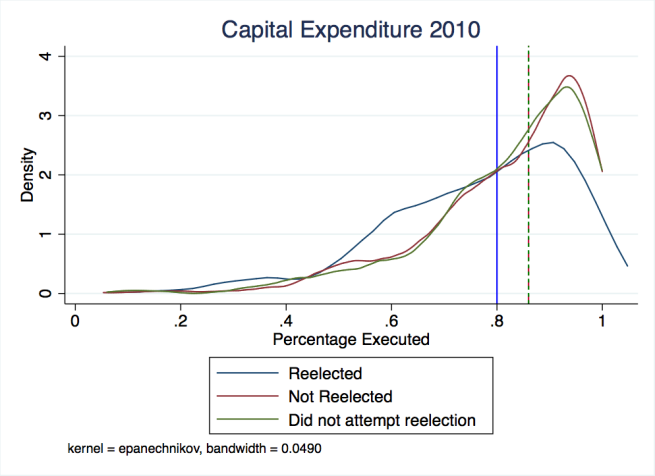 Capital Expenditure 2010
4
3
2
1
0
Density
0 .2 .4 .6 .8 1
Percentage Executed
Reelected
Not Reelected
Did not attempt reelection
kernel = epanechnikov, bandwidth = 0.0490